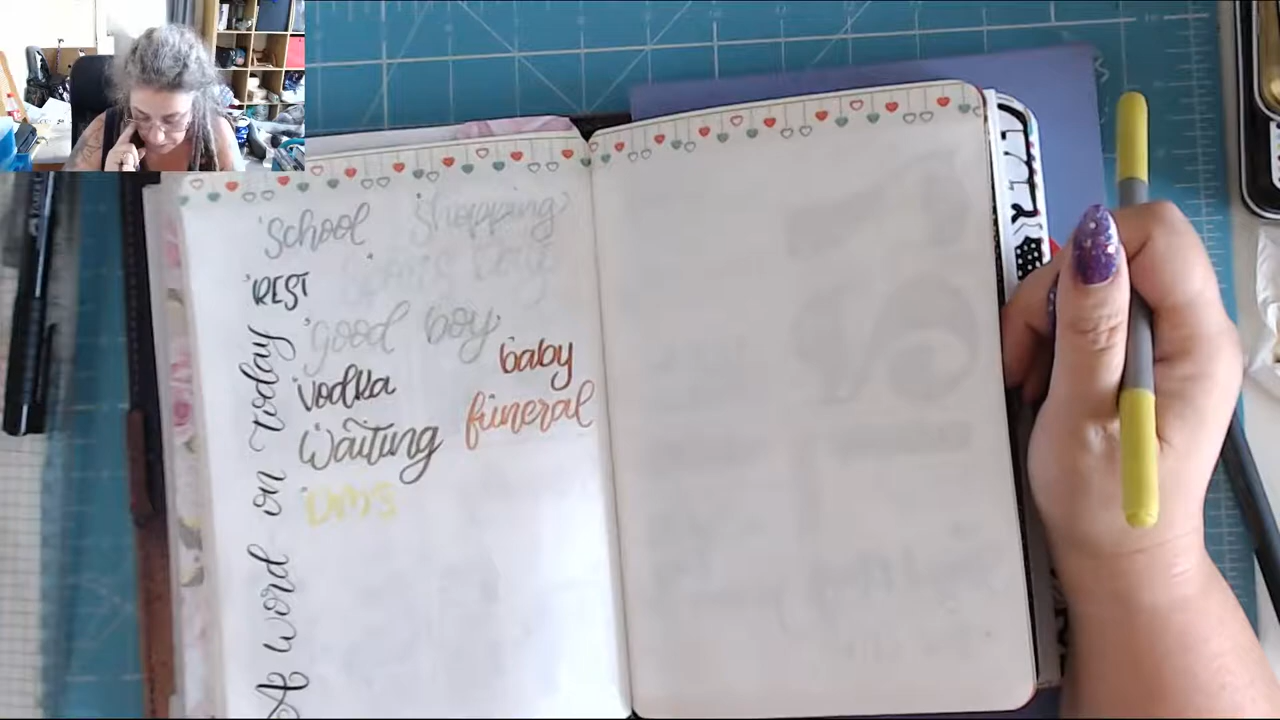 'School' 'Shopping'
'REST'
'good boy'
'baby
'Vodka
'Waiting funeral
'DMs
A word on today